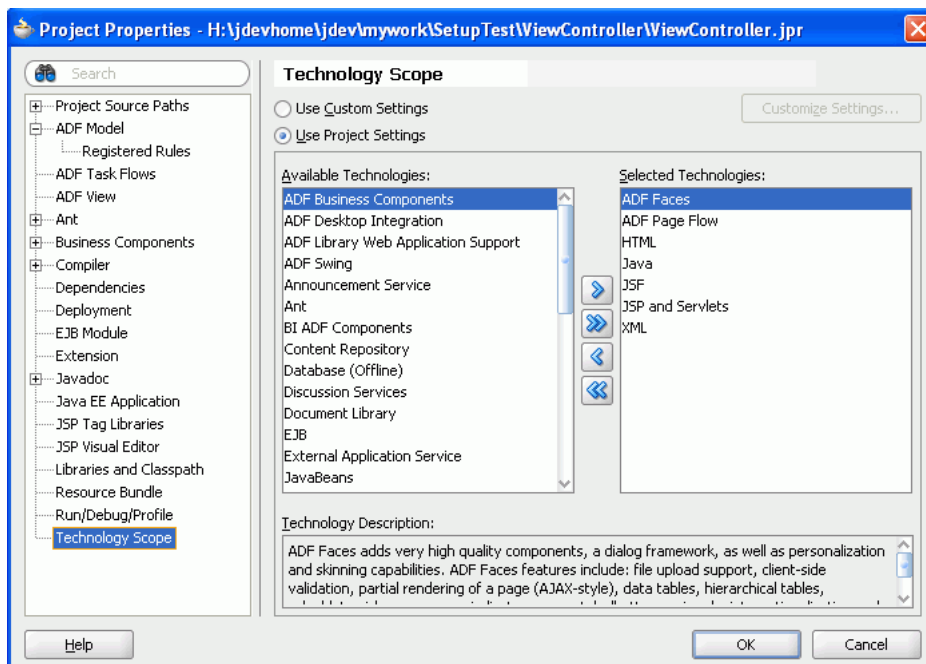 Project Properties - H:\jdevhome\jdev\mywork\SetupTest\ViewController\ViewController.jpr
Search
Project Source Paths
ADF Model
Registered Rules
ADF Task Flows
ADF View
Ant
Business Components
Compiler
Dependencies
Deployment
EJB Module
Extension
Javadoc
Java EE Application
JSP Tag Libraries
JSP Visual Editor
Libraries and Classpath
Resource Bundle
Run/Debug/Profile
Technology Scope
Technology Scope
Use Custom Settings
Customize Settings...
Use Project Settings
Available Technologies:
ADF Business Components
ADF Desktop Integration
ADF Library Web Application Support
ADF Swing
Announcement Service
Ant
BI ADF Components
Content Repository
Database (Offline)
Discussion Services
Document Library
EJB
External Application Service
JavaBeans
Selected Technologies:
ADF Faces
ADF Page Flow
HTML
Java
JSF
JSP and Servlets
XML
Technology Description:
ADF Faces adds very high quality components, a dialog framework, as well as personalization
and skinning capabilities. ADF Faces features include: file upload support, client-side
validation, partial rendering of a page (AJAX-style), data tables, hierarchical tables,
Help
OK
Cancel